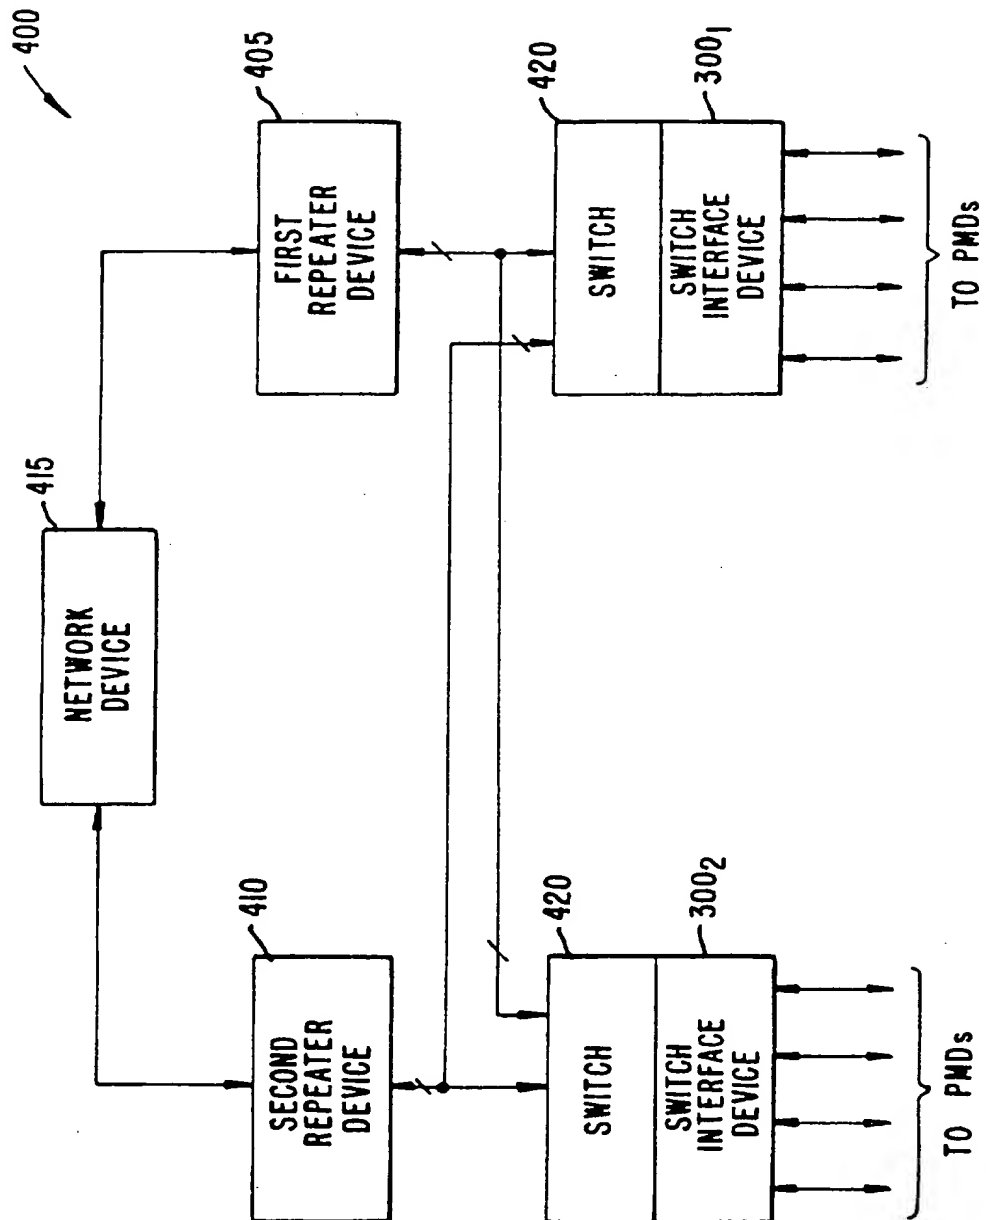 400
415
NETWORK
DEVICE
410
SECOND
REPEATER
DEVICE
405
FIRST
REPEATER
DEVICE
420
SWITCH
300₂
SWITCH
INTERFACE
DEVICE
TO PMDs
420
SWITCH
300₁
SWITCH
INTERFACE
DEVICE
TO PMDs